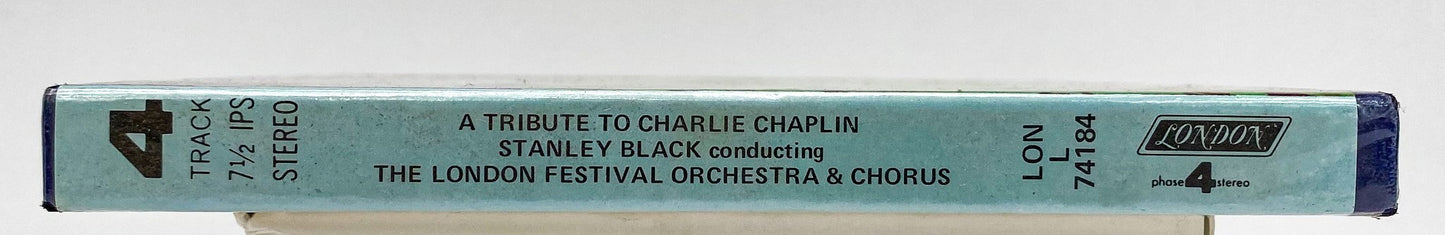 4
TRACK
7½ IPS
STEREO
A TRIBUTE TO CHARLIE CHAPLIN
STANLEY BLACK conducting
THE LONDON FESTIVAL ORCHESTRA & CHORUS
LON
L
74184
LONDON
phase 4 stereo